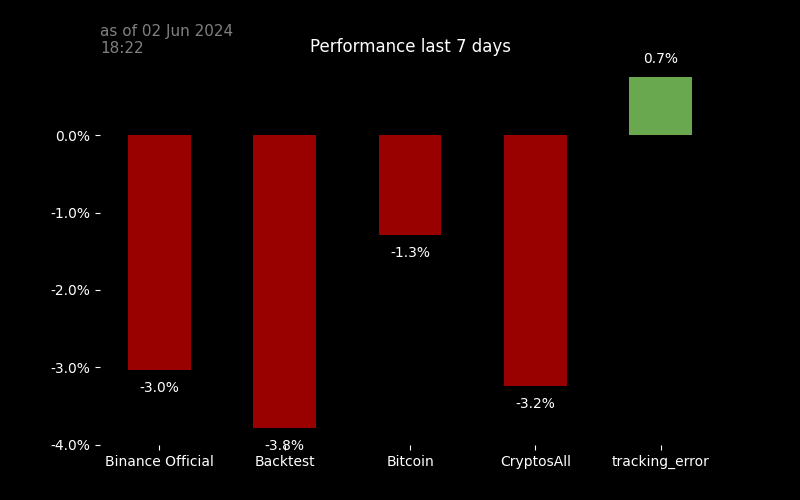 as of 02 Jun 2024
18:22
Performance last 7 days
0.7%
0.0%
-1.0%
-1.3%
-2.0%
-3.0%
-3.0%
-3.2%
-4.0%
-3.8%
Binance Official
Backtest
Bitcoin
CryptosAll
tracking_error